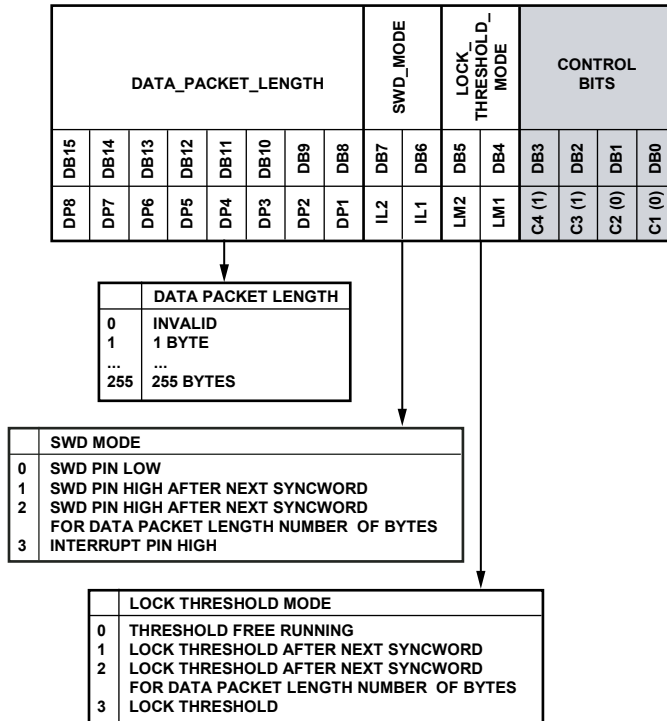 DATA_PACKET_LENGTH
SWD_MODE
LOCK_
THRESHOLD_
MODE
CONTROL
BITS
DB15 DB14 DB13 DB12 DB11 DB10 DB9 DB8 DB7 DB6 DB5 DB4 DB3 DB2 DB1 DB0
DP8 DP7 DP6 DP5 DP4 DP3 DP2 DP1 IL2 IL1 LM2 LM1 C4 (1) C3 (1) C2 (0) C1 (0)
DATA PACKET LENGTH
0 INVALID
1 1 BYTE
... ...
255 255 BYTES
SWD MODE
0 SWD PIN LOW
1 SWD PIN HIGH AFTER NEXT SYNCWORD
2 SWD PIN HIGH AFTER NEXT SYNCWORD
FOR DATA PACKET LENGTH NUMBER OF BYTES
3 INTERRUPT PIN HIGH
LOCK THRESHOLD MODE
0 THRESHOLD FREE RUNNING
1 LOCK THRESHOLD AFTER NEXT SYNCWORD
2 LOCK THRESHOLD AFTER NEXT SYNCWORD
FOR DATA PACKET LENGTH NUMBER OF BYTES
3 LOCK THRESHOLD